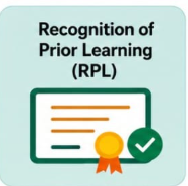 Recognition of
Prior Learning
(RPL)